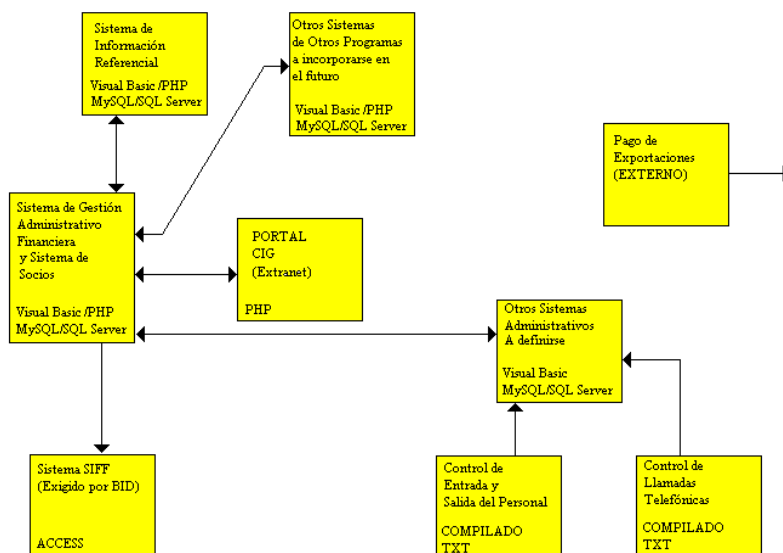 Sistema de
Información
Referencial
Visual Basic /PHP
MySQL/SQL Server
Otros Sistemas
de Otros Programas
a incorporarse en
el futuro
Visual Basic /PHP
MySQL/SQL Server
Pago de
Exportaciones
(EXTERNO)
Sistema de Gestión
Administrativo
Financiera
y Sistema de
Socios
Visual Basic /PHP
MySQL/SQL Server
PORTAL
CIG
(Extranet)
PHP
Otros Sistemas
Administrativos
A definirse
Visual Basic
MySQL/SQL Server
Sistema SIFF
(Exigido por BID)
ACCESS
Control de
Entrada y
Salida del Personal
COMPILADO
TXT
Control de
Llamadas
Telefónicas
COMPILADO
TXT